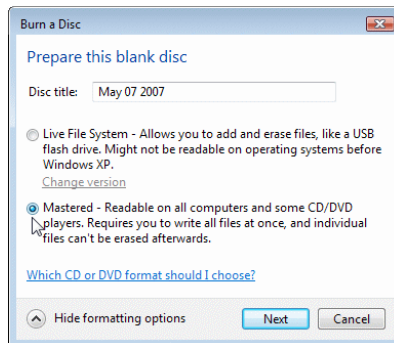 Burn a Disc
Prepare this blank disc
Disc title: May 07 2007
Live File System - Allows you to add and erase files, like a USB
flash drive. Might not be readable on operating systems before
Windows XP.
Change version
Mastered - Readable on all computers and some CD/DVD
players. Requires you to write all files at once, and individual
files can't be erased afterwards.
Which CD or DVD format should I choose?
Hide formatting options Next Cancel